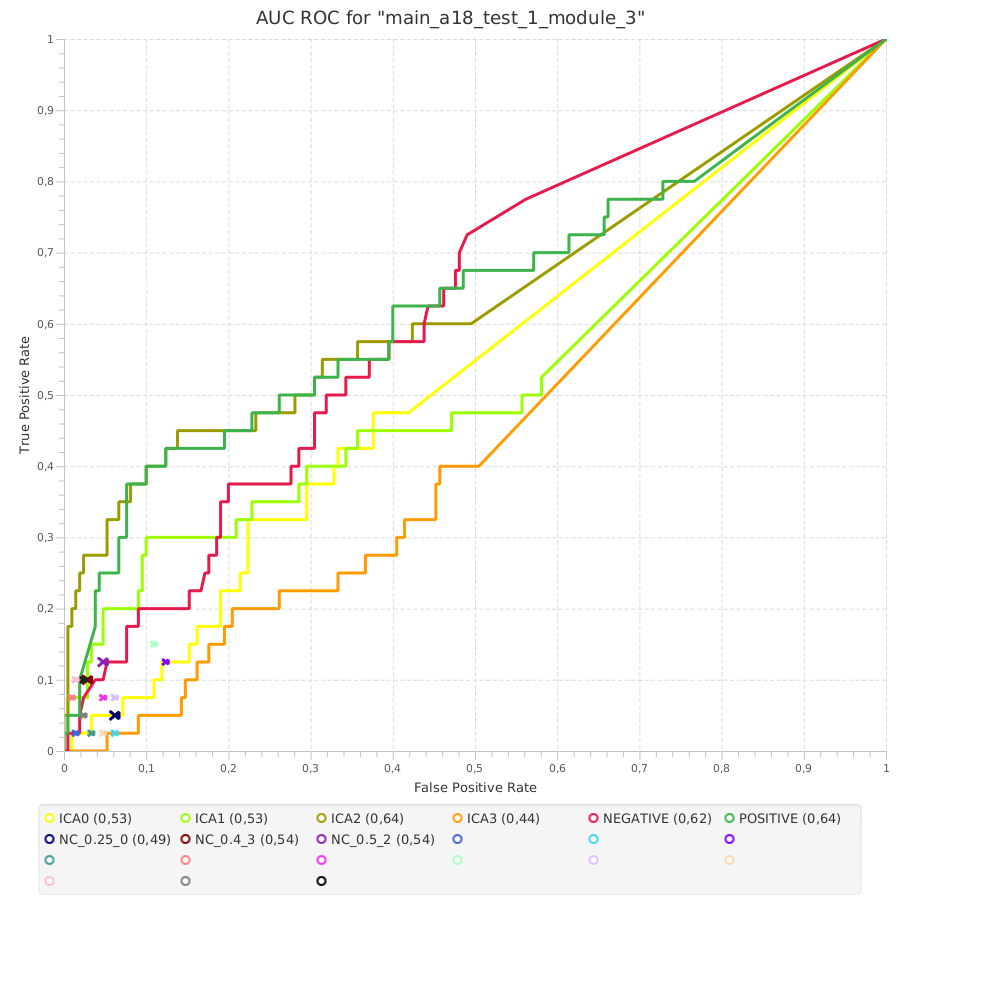 AUC ROC for "main_a18_test_1_module_3"
1
0,9
0,8
0,7
0,6
0,5
0,4
0,3
0,2
0,1
0
True Positive Rate
0 0,1 0,2 0,3 0,4 0,5 0,6 0,7 0,8 0,9 1
False Positive Rate
ICA0 (0,53) ICA1 (0,53) ICA2 (0,64) ICA3 (0,44) NEGATIVE (0,62) POSITIVE (0,64)
NC_0.25_0 (0,49) NC_0.4_3 (0,54) NC_0.5_2 (0,54)